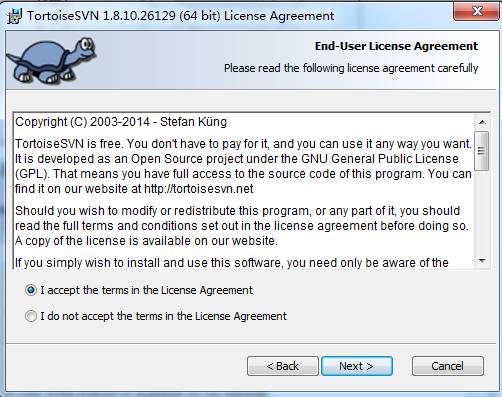 TortoiseSVN 1.8.10.26129 (64 bit) License Agreement
End-User License Agreement
Please read the following license agreement carefully
Copyright (C) 2003-2014 - Stefan Küng
TortoiseSVN is free. You don't have to pay for it, and you can use it any way you want.
It is developed as an Open Source project under the GNU General Public License
(GPL). That means you have full access to the source code of this program. You can
find it on our website at http://tortoisesvn.net
Should you wish to modify or redistribute this program, or any part of it, you should
read the full terms and conditions set out in the license agreement before doing so.
A copy of the license is available on our website.
If you simply wish to install and use this software, you need only be aware of the
I accept the terms in the License Agreement
I do not accept the terms in the License Agreement
< Back Next > Cancel